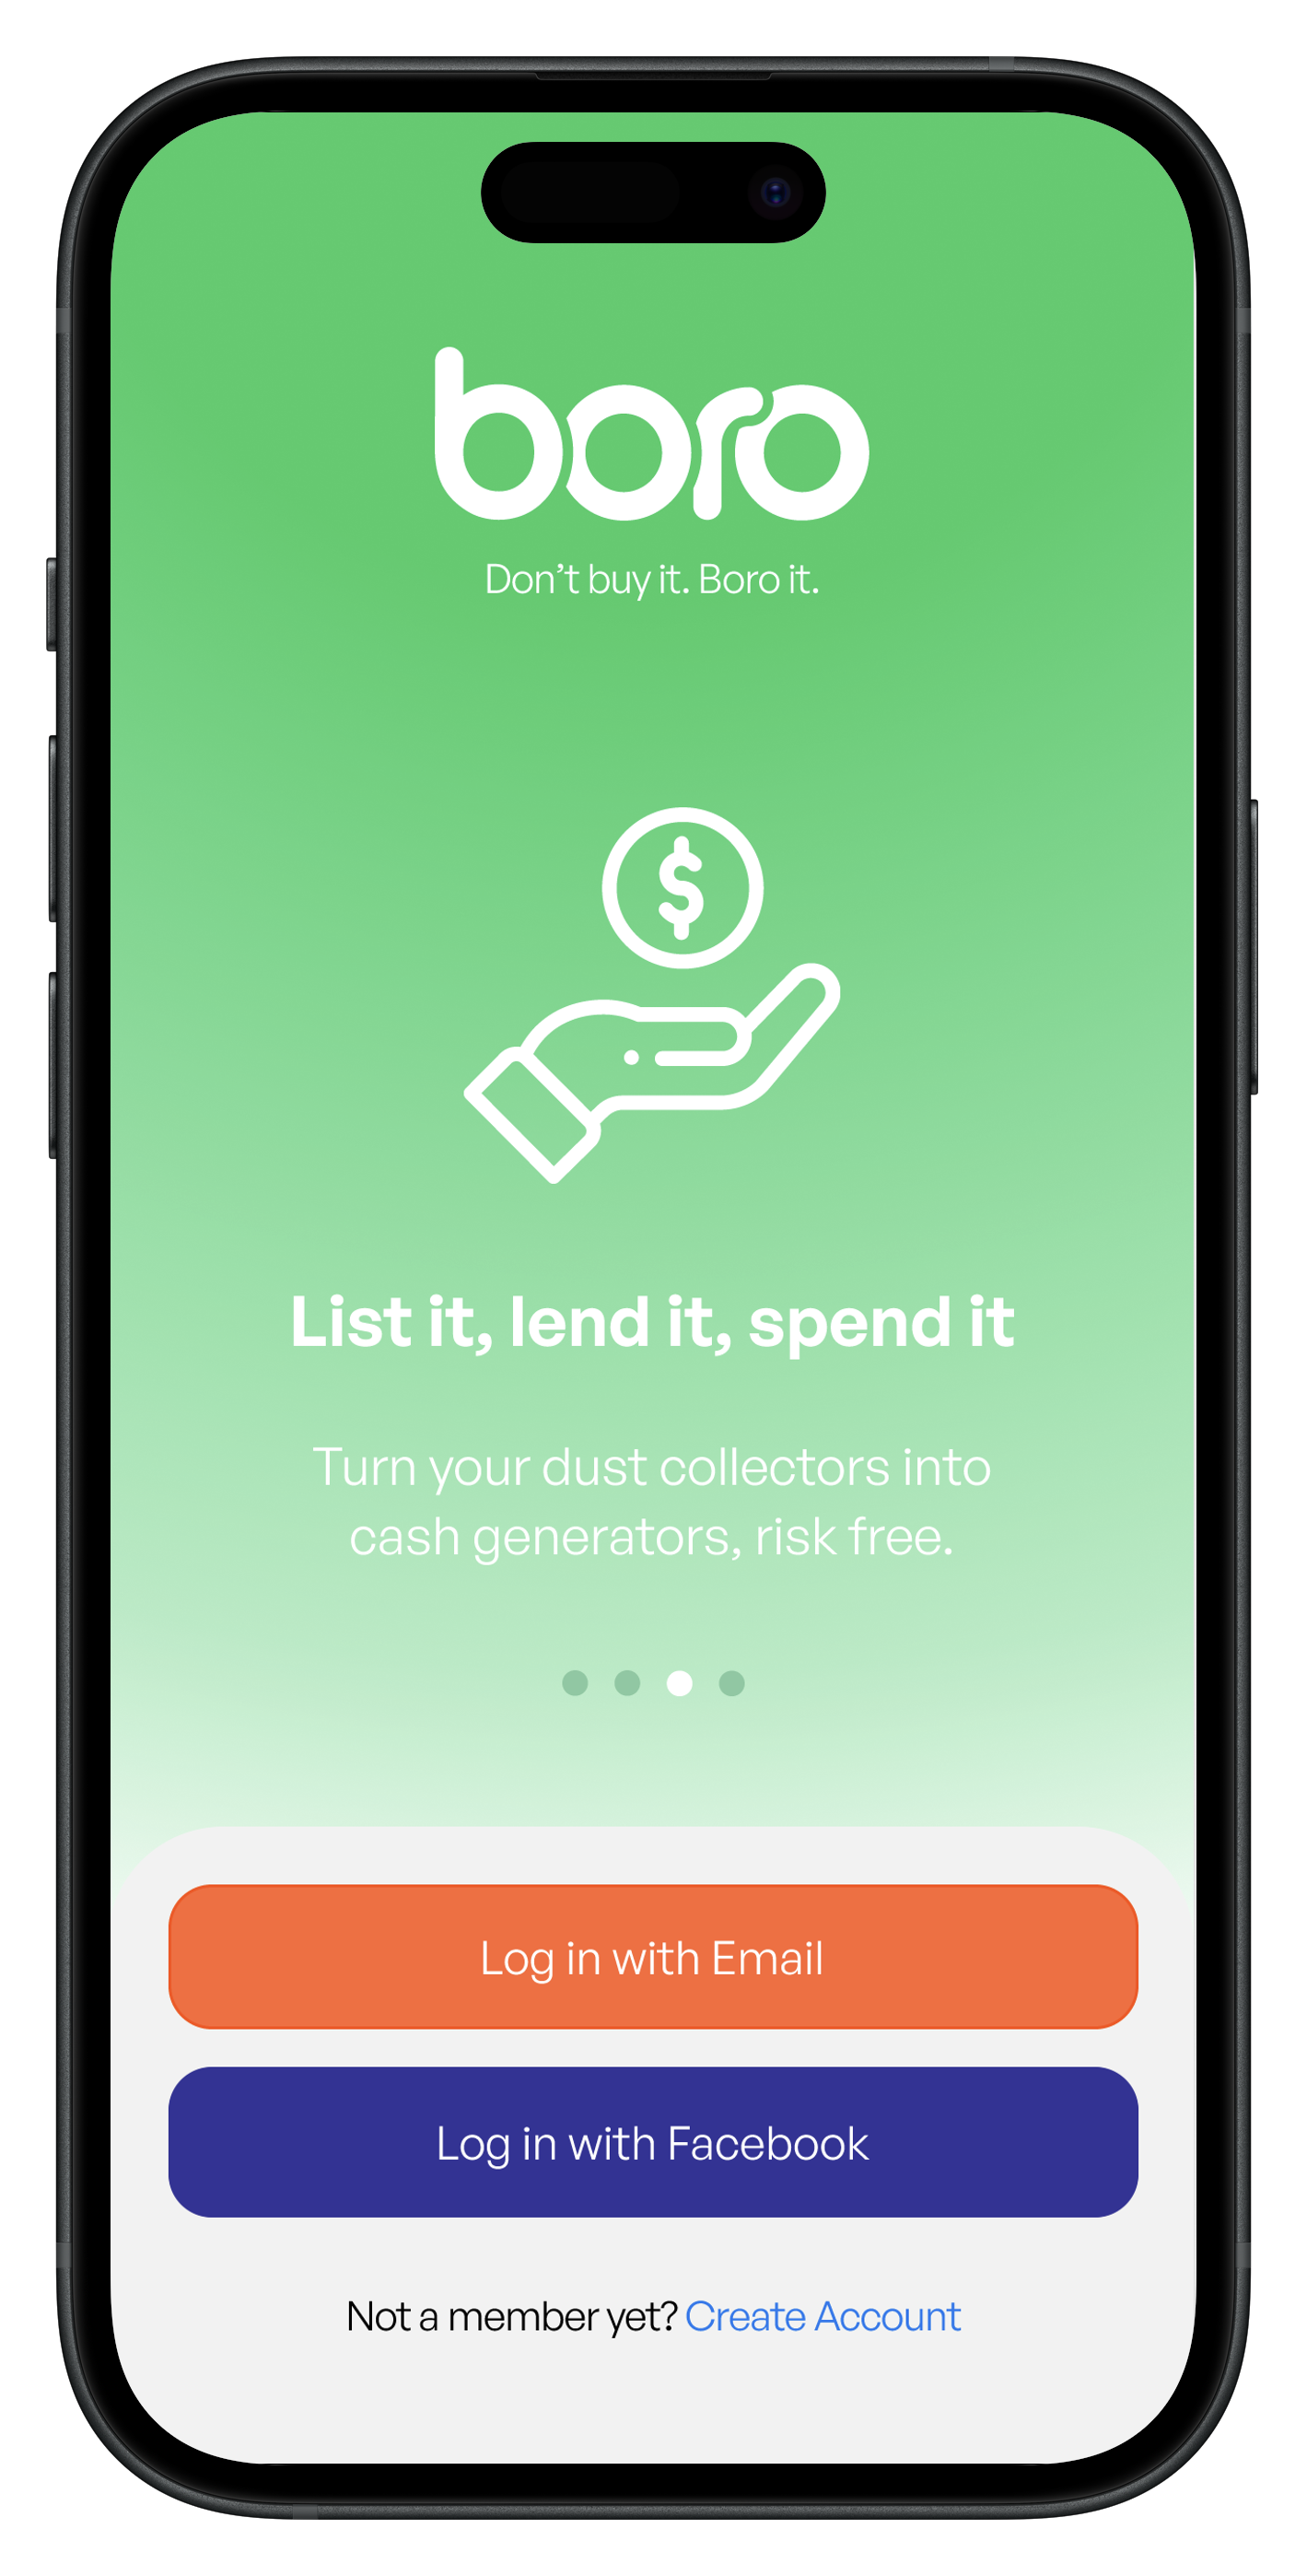 boro
Don’t buy it. Boro it.
$
List it, lend it, spend it
Turn your dust collectors into
cash generators, risk free.
Log in with Email
Log in with Facebook
Not a member yet? Create Account